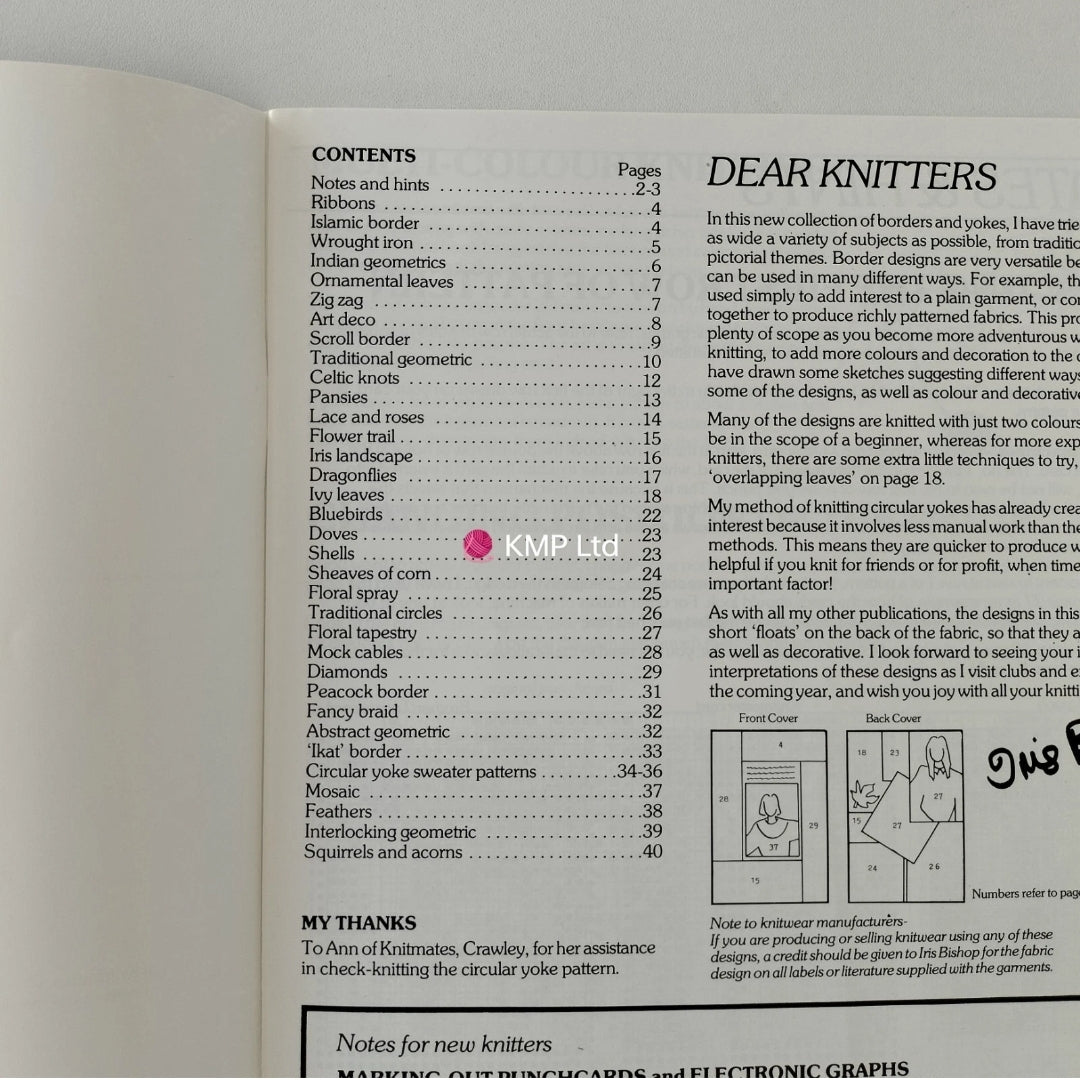 CONTENTS
Pages
Notes and hints ........................2-3
Ribbons ................................4
Islamic border ............................4
Wrought iron ............................5
Indian geometrics ........................6
Ornamental leaves ........................7
Zig zag ................................7
Art deco ................................8
Scroll border ............................9
Traditional geometric ....................10
Celtic knots ............................12
Pansies ................................13
Lace and roses ..........................14
Flower trail ............................15
Iris landscape ..........................16
Dragonflies ............................17
Ivy leaves ..............................18
Bluebirds ..............................22
Doves ................................23
Shells ................................23
Sheaves of corn ..........................24
Floral spray ............................25
Traditional circles ......................26
Floral tapestry ..........................27
Mock cables ............................28
Diamonds ..............................29
Peacock border ..........................31
Fancy braid ............................32
Abstract geometric ......................32
'Ikat' border ............................33
Circular yoke sweater patterns .........34-36
Mosaic ................................37
Feathers ..............................38
Interlocking geometric ..................39
Squirrels and acorns ....................40
KMP Ltd
MY THANKS
To Ann of Knitmates, Crawley, for her assistance
in check-knitting the circular yoke pattern.
DEAR KNITTERS
In this new collection of borders and yokes, I have
as wide a variety of subjects as possible, from
pictorial themes. Border designs are very versatile
can be used in many different ways. For example,
used simply to add interest to a plain garment, or
together to produce richly patterned fabrics. This
plenty of scope as you become more adventurous
knitting, to add more colours and decoration to the
have drawn some sketches suggesting different ways
some of the designs, as well as colour and decorative
Many of the designs are knitted with just two colours
be in the scope of a beginner, whereas for more
knitters, there are some extra little techniques to try,
'overlapping leaves' on page 18.
My method of knitting circular yokes has already
interest because it involves less manual work than
methods. This means they are quicker to produce
helpful if you knit for friends or for profit, when time
important factor!
As with all my other publications, the designs in this
short 'floats' on the back of the fabric, so that they
as well as decorative. I look forward to seeing your
interpretations of these designs as I visit clubs and
the coming year, and wish you joy with all your
Front Cover
Back Cover
4
28
29
37
15
18
23
27
15
27
24
26
Iris
Numbers refer to
Note to knitwear manufacturers-
If you are producing or selling knitwear using any of these
designs, a credit should be given to Iris Bishop for the fabric
design on all labels or literature supplied with the garments.
Notes for new knitters
MARKING OUT PUNCHCARDS and ELECTRONIC GRAPHS